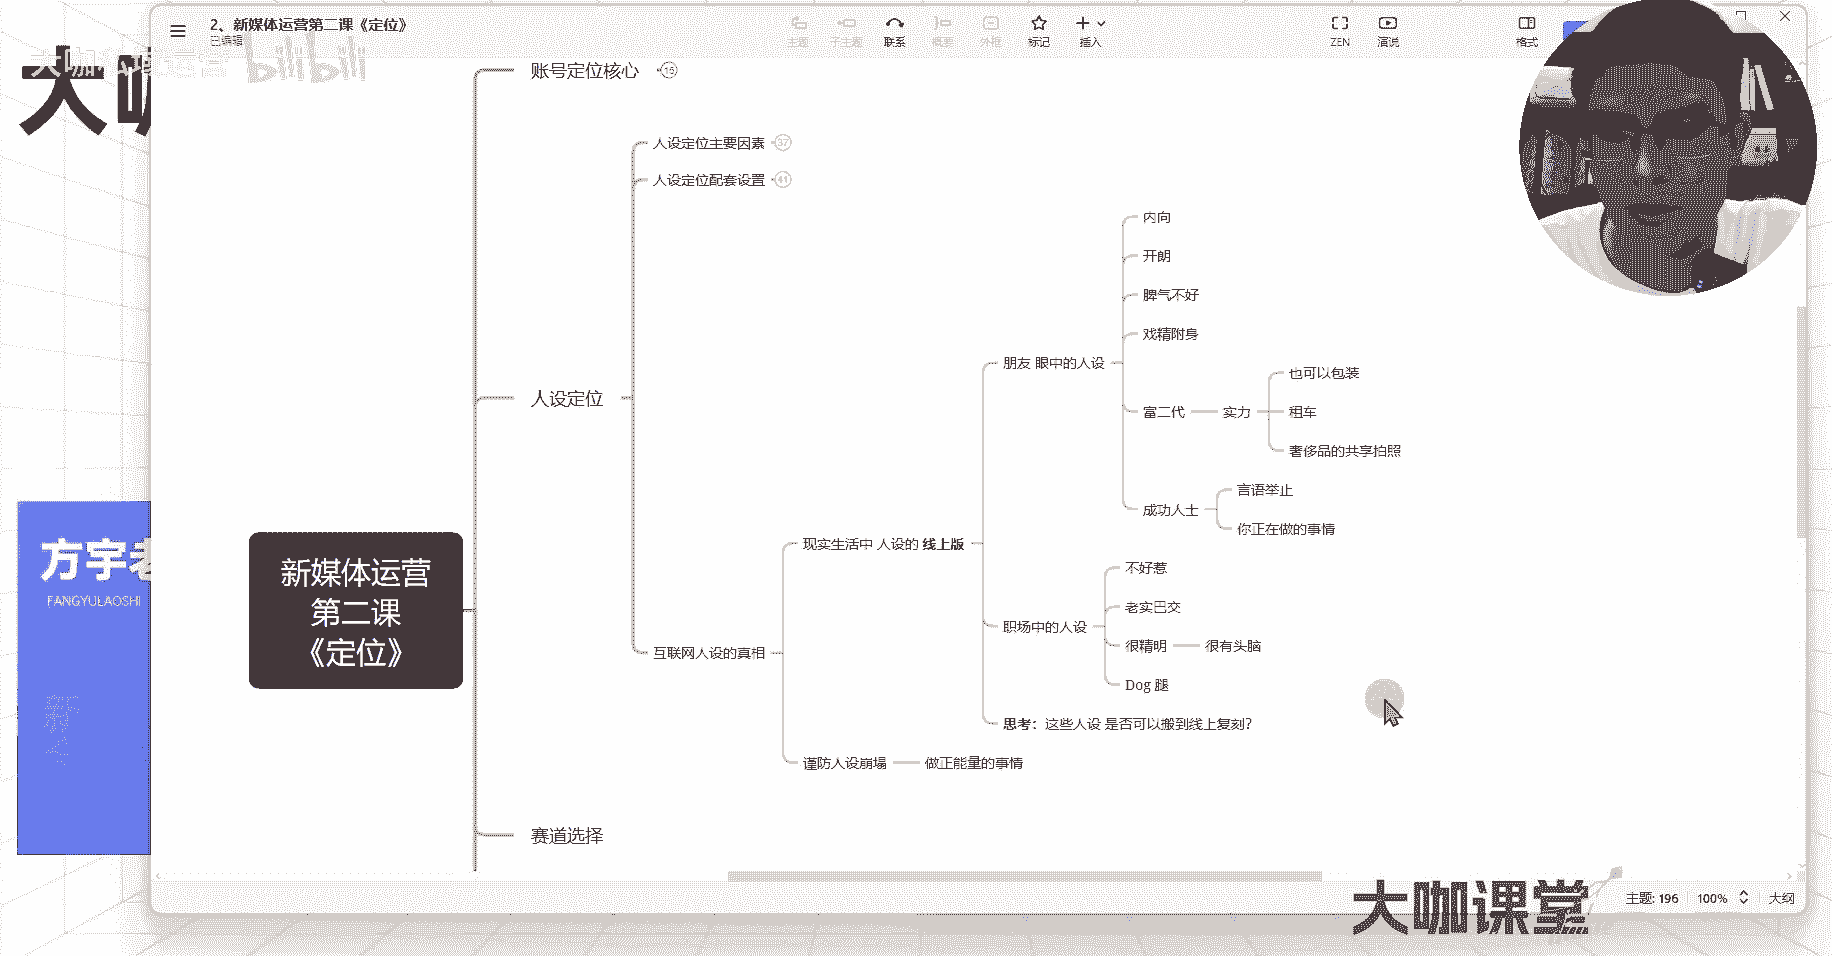 2、新媒体运营第二课《定位》
已编辑
主题
子主题
联系
概要
外框
标记
插入
ZEN
演说
格式
大咖私域运营
bilibili
大咖
账号定位核心
16
人设定位主要因素
37
人设定位配套设置
41
内向
开朗
脾气不好
戏精附身
朋友 眼中的人设
也可以包装
人设定位
富二代
实力
租车
奢侈品的共享拍照
言语举止
成功人士
你正在做的事情
方宇老
FANGYULAOSHI
现实生活中 人设的 线上版
不好惹
新媒体运营
第二课
《定位》
老实巴交
职场中的人设
很精明
很有头脑
互联网人设的真相
Dog 腿
思考：这些人设 是否可以搬到线上复刻？
谨防人设崩塌
做正能量的事情
赛道选择
大咖课堂
主题: 196
100%
大纲